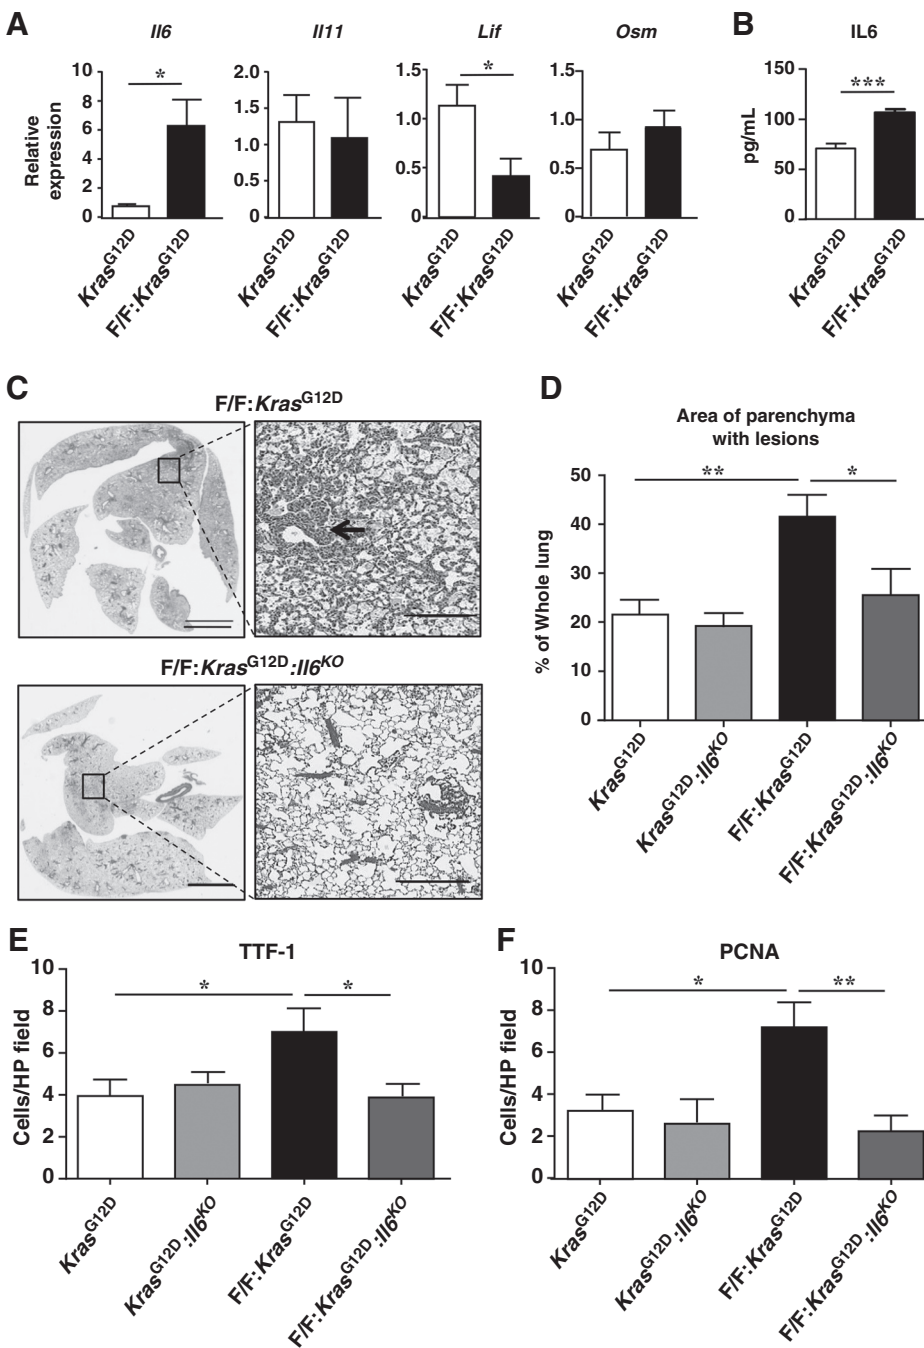 A
Il6
Il11
Lif
Osm
B
IL6
Relative
expression
10
8
6
4
2
0
*
2.0
1.5
1.0
0.5
0
1.5
1.0
0.5
0
*
1.5
1.0
0.5
0
pg/mL
150
100
50
0
***
KrasG12D
F/F:KrasG12D
KrasG12D
F/F:KrasG12D
KrasG12D
F/F:KrasG12D
KrasG12D
F/F:KrasG12D
KrasG12D
F/F:KrasG12D
C
F/F:KrasG12D
F/F:KrasG12D:Il6KO
D
Area of parenchyma
with lesions
% of Whole lung
50
40
30
20
10
0
**
*
KrasG12D
KrasG12D:Il6KO
F/F:KrasG12D
F/F:KrasG12D:Il6KO
E
TTF-1
Cells/HP field
10
8
6
4
2
0
*
*
KrasG12D
KrasG12D:Il6KO
F/F:KrasG12D
F/F:KrasG12D:Il6KO
F
PCNA
Cells/HP field
10
8
6
4
2
0
*
**
KrasG12D
KrasG12D:Il6KO
F/F:KrasG12D
F/F:KrasG12D:Il6KO